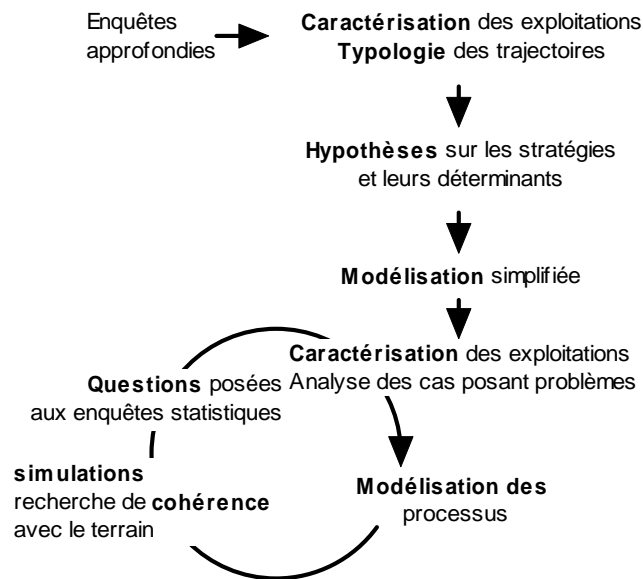 Enquêtes
approfondies
Caractérisation des exploitations
Typologie des trajectoires
Hypothèses sur les stratégies
et leurs déterminants
Modélisation simplifiée
Caractérisation des exploitations
Analyse des cas posant problèmes
Questions posées
aux enquêtes statistiques
simulations
recherche de cohérence
avec le terrain
Modélisation des
processus